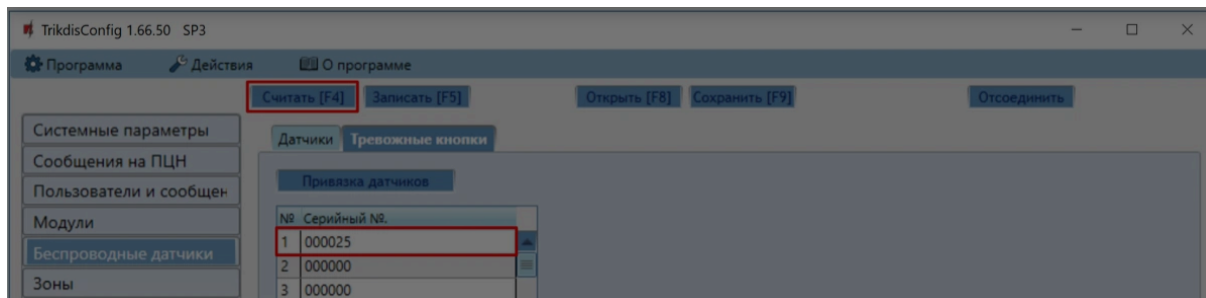 TrikdisConfig 1.66.50 SP3
Программа Действия О программе
Считать [F4] Записать [F5] Открыть [F8] Сохранить [F9] Отсоединить
Системные параметры
Сообщения на ПЦН
Пользователи и сообщен
Модули
Беспроводные датчики
Зоны
Датчики Тревожные кнопки
Привязка датчиков
№ Серийный №.
1 000025
2 000000
3 000000